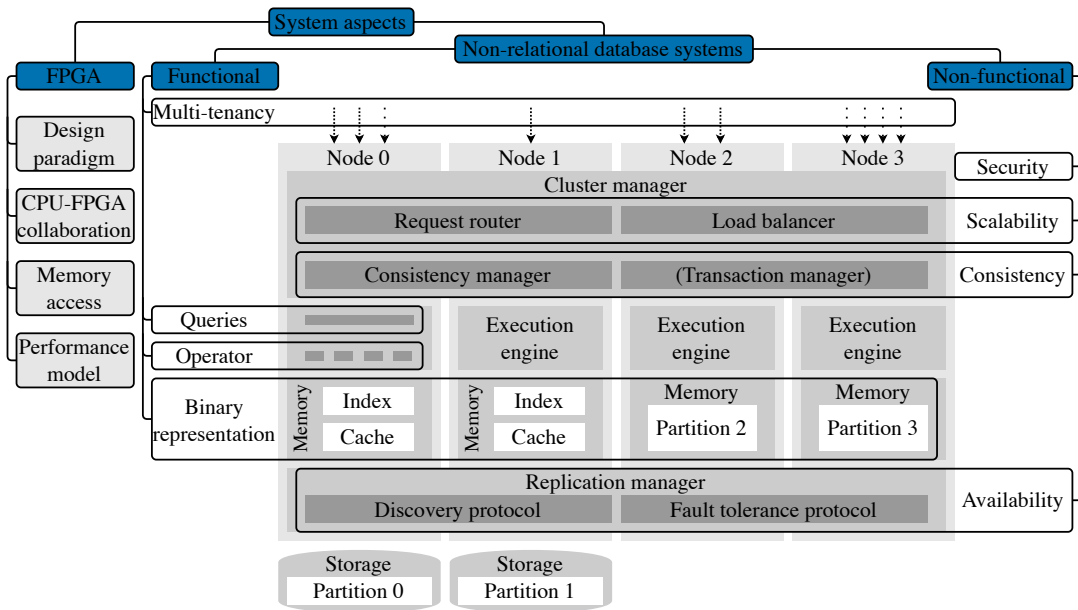 System aspects
Non-relational database systems
FPGA
Functional
Non-functional
Multi-tenancy
Design
paradigm
Node 0
Node 1
Node 2
Node 3
Security
Cluster manager
CPU-FPGA
collaboration
Request router
Load balancer
Scalability
Memory
access
Consistency manager
(Transaction manager)
Consistency
Queries
Execution
engine
Execution
engine
Execution
engine
Operator
Performance
model
Binary
representation
Memory
Index
Cache
Memory
Index
Cache
Memory
Partition 2
Memory
Partition 3
Replication manager
Discovery protocol
Fault tolerance protocol
Availability
Storage
Partition 0
Storage
Partition 1